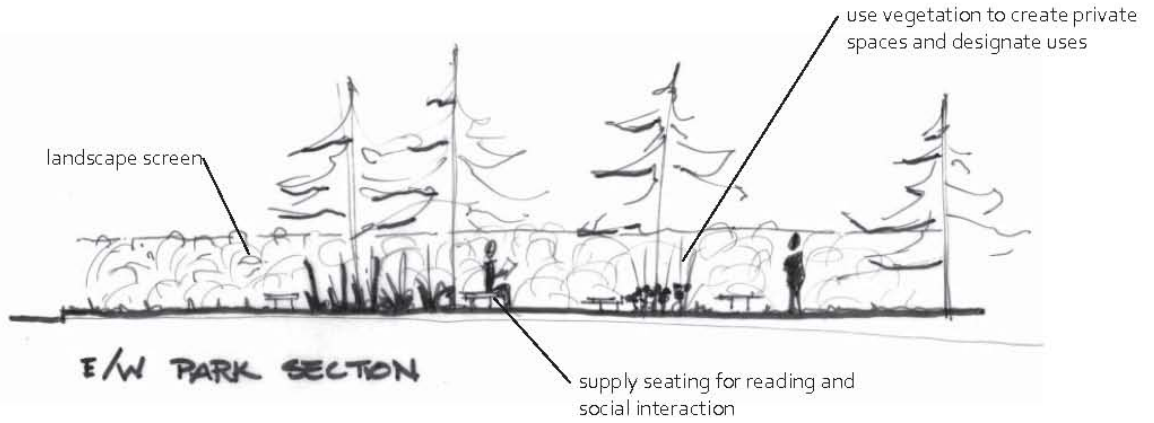 use vegetation to create private
spaces and designate uses
landscape screen
E/W PARK SECTION
supply seating for reading and
social interaction